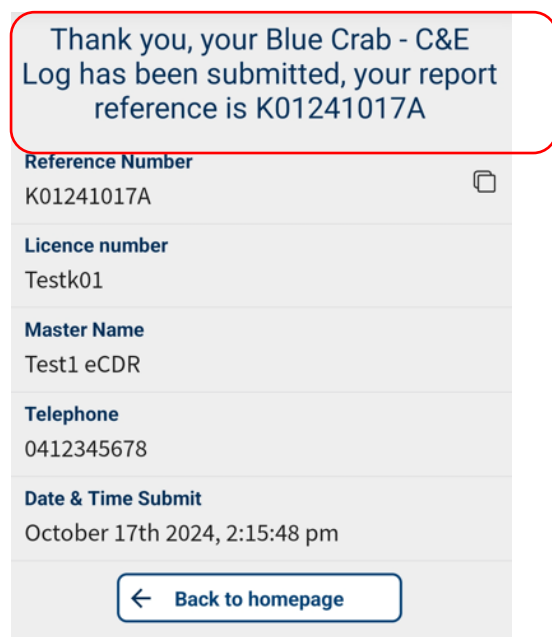 Thank you, your Blue Crab - C&E
Log has been submitted, your report
reference is K01241017A
Reference Number
K01241017A
Licence number
Testk01
Master Name
Test1 eCDR
Telephone
0412345678
Date & Time Submit
October 17th 2024, 2:15:48 pm
Back to homepage